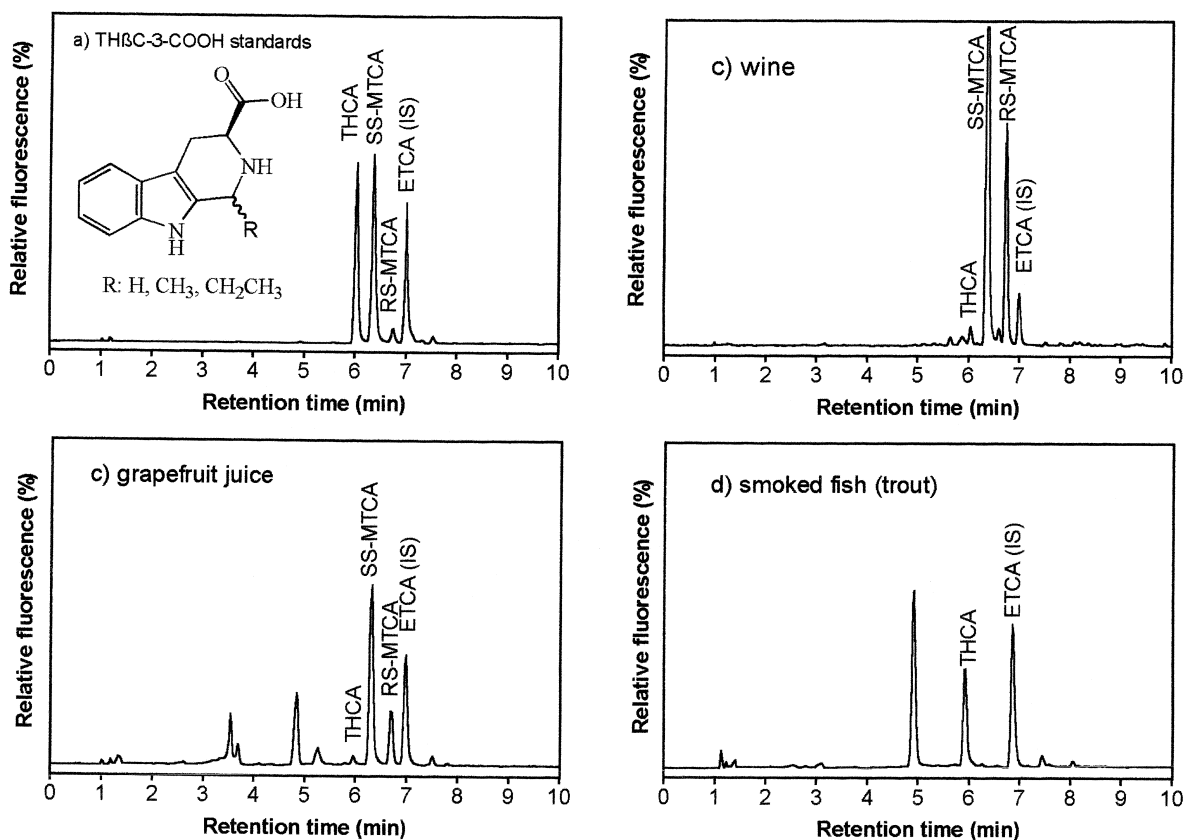 a) THßC-3-COOH standards
O
OH
NH
N
H
R
R: H, CH₃, CH₂CH₃
THCA
SS-MTCA
RS-MTCA
ETCA (IS)
Relative fluorescence (%)
0 1 2 3 4 5 6 7 8 9 10
Retention time (min)
c) wine
THCA
SS-MTCA
RS-MTCA
ETCA (IS)
Relative fluorescence (%)
0 1 2 3 4 5 6 7 8 9 10
Retention time (min)
c) grapefruit juice
THCA
SS-MTCA
RS-MTCA
ETCA (IS)
Relative fluorescence (%)
0 1 2 3 4 5 6 7 8 9 10
Retention time (min)
d) smoked fish (trout)
THCA
ETCA (IS)
Relative fluorescence (%)
0 1 2 3 4 5 6 7 8 9 10
Retention time (min)